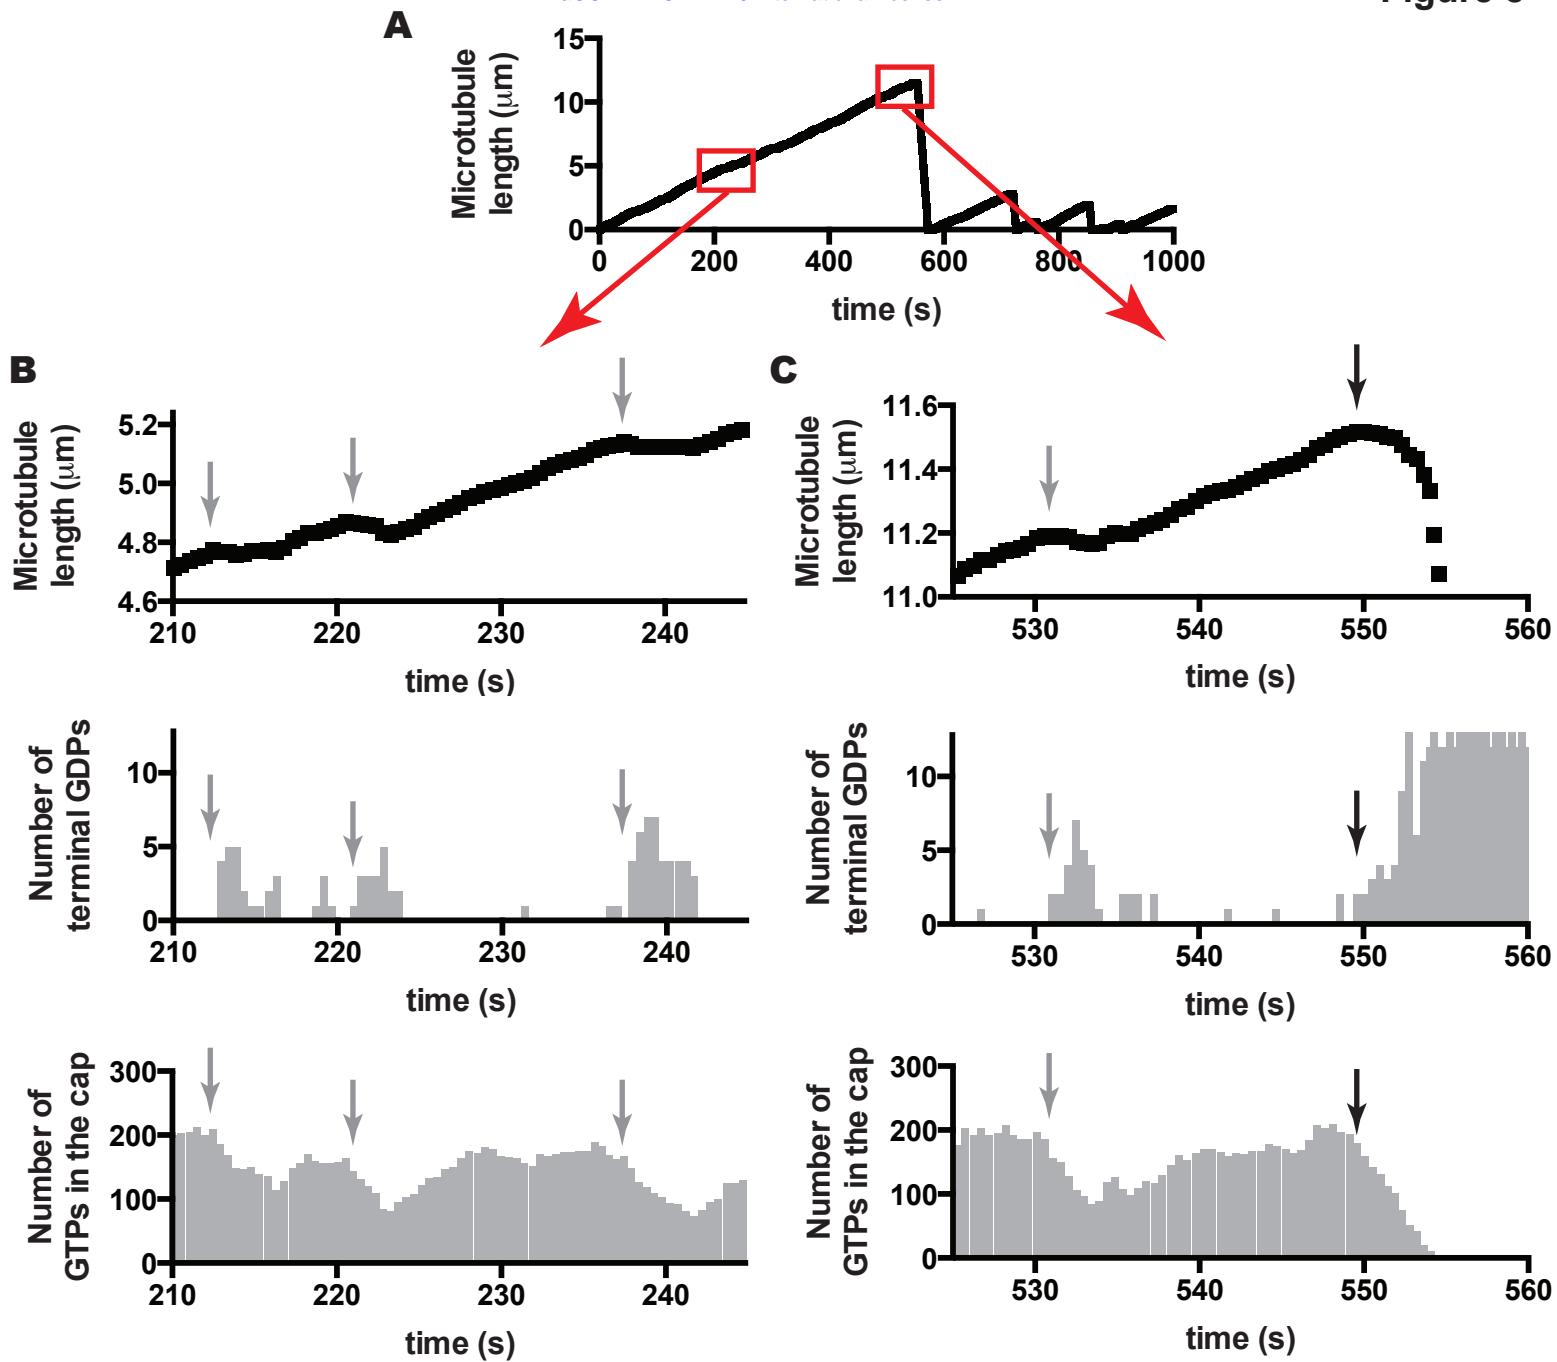 A
Microtubule
length (μm)
15
10
5
0
0 200 400 600 800 1000
time (s)
B
Microtubule
length (μm)
5.2
5.0
4.8
4.6
210 220 230 240
time (s)
Number of
terminal GDPs
10
5
0
210 220 230 240
time (s)
Number of
GTPs in the cap
300
200
100
0
210 220 230 240
time (s)
C
Microtubule
length (μm)
11.6
11.4
11.2
11.0
530 540 550 560
time (s)
Number of
terminal GDPs
10
5
0
530 540 550 560
time (s)
Number of
GTPs in the cap
300
200
100
0
530 540 550 560
time (s)